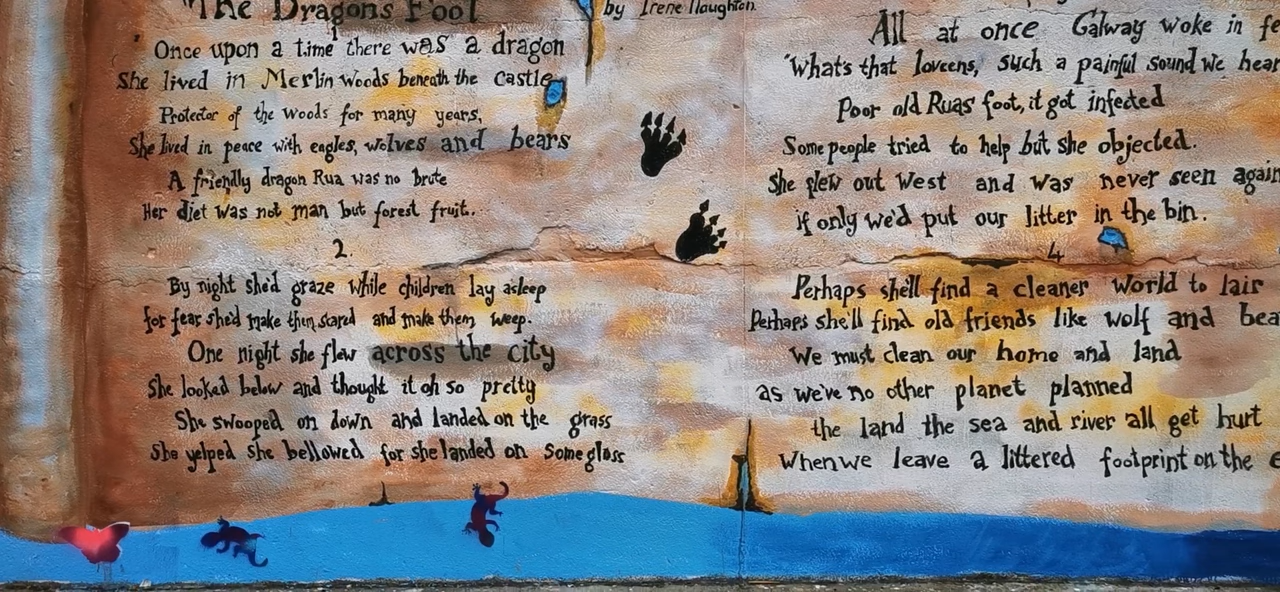 The Dragons Foot
by Irene Naughton
Once upon a time there was a dragon
She lived in Merlin woods beneath the castle
Protector of the woods for many years,
She lived in peace with eagles, wolves and bears
A friendly dragon Rua was no brute
Her diet was not man but forest fruit.
2.
By night she'd graze while children lay asleep
for fear she'd make them scared and make them weep.
One night she flew across the city
She looked below and thought it oh so pretty
She swooped on down and landed on the grass
She yelped she bellowed for she landed on some glass
All at once Galway woke in fe
"What's that loveens, such a painful sound we hear
Poor old Ruas' foot, it got infected
Some people tried to help but she objected.
She flew out West and was never seen again
if only we'd put our litter in the bin.
4
Perhaps she'll find a cleaner world to lair
Perhaps she'll find old friends like wolf and bea
We must clean our home and land
as we've no other planet planned
the land the sea and river all get hurt
When we leave a littered footprint on the e